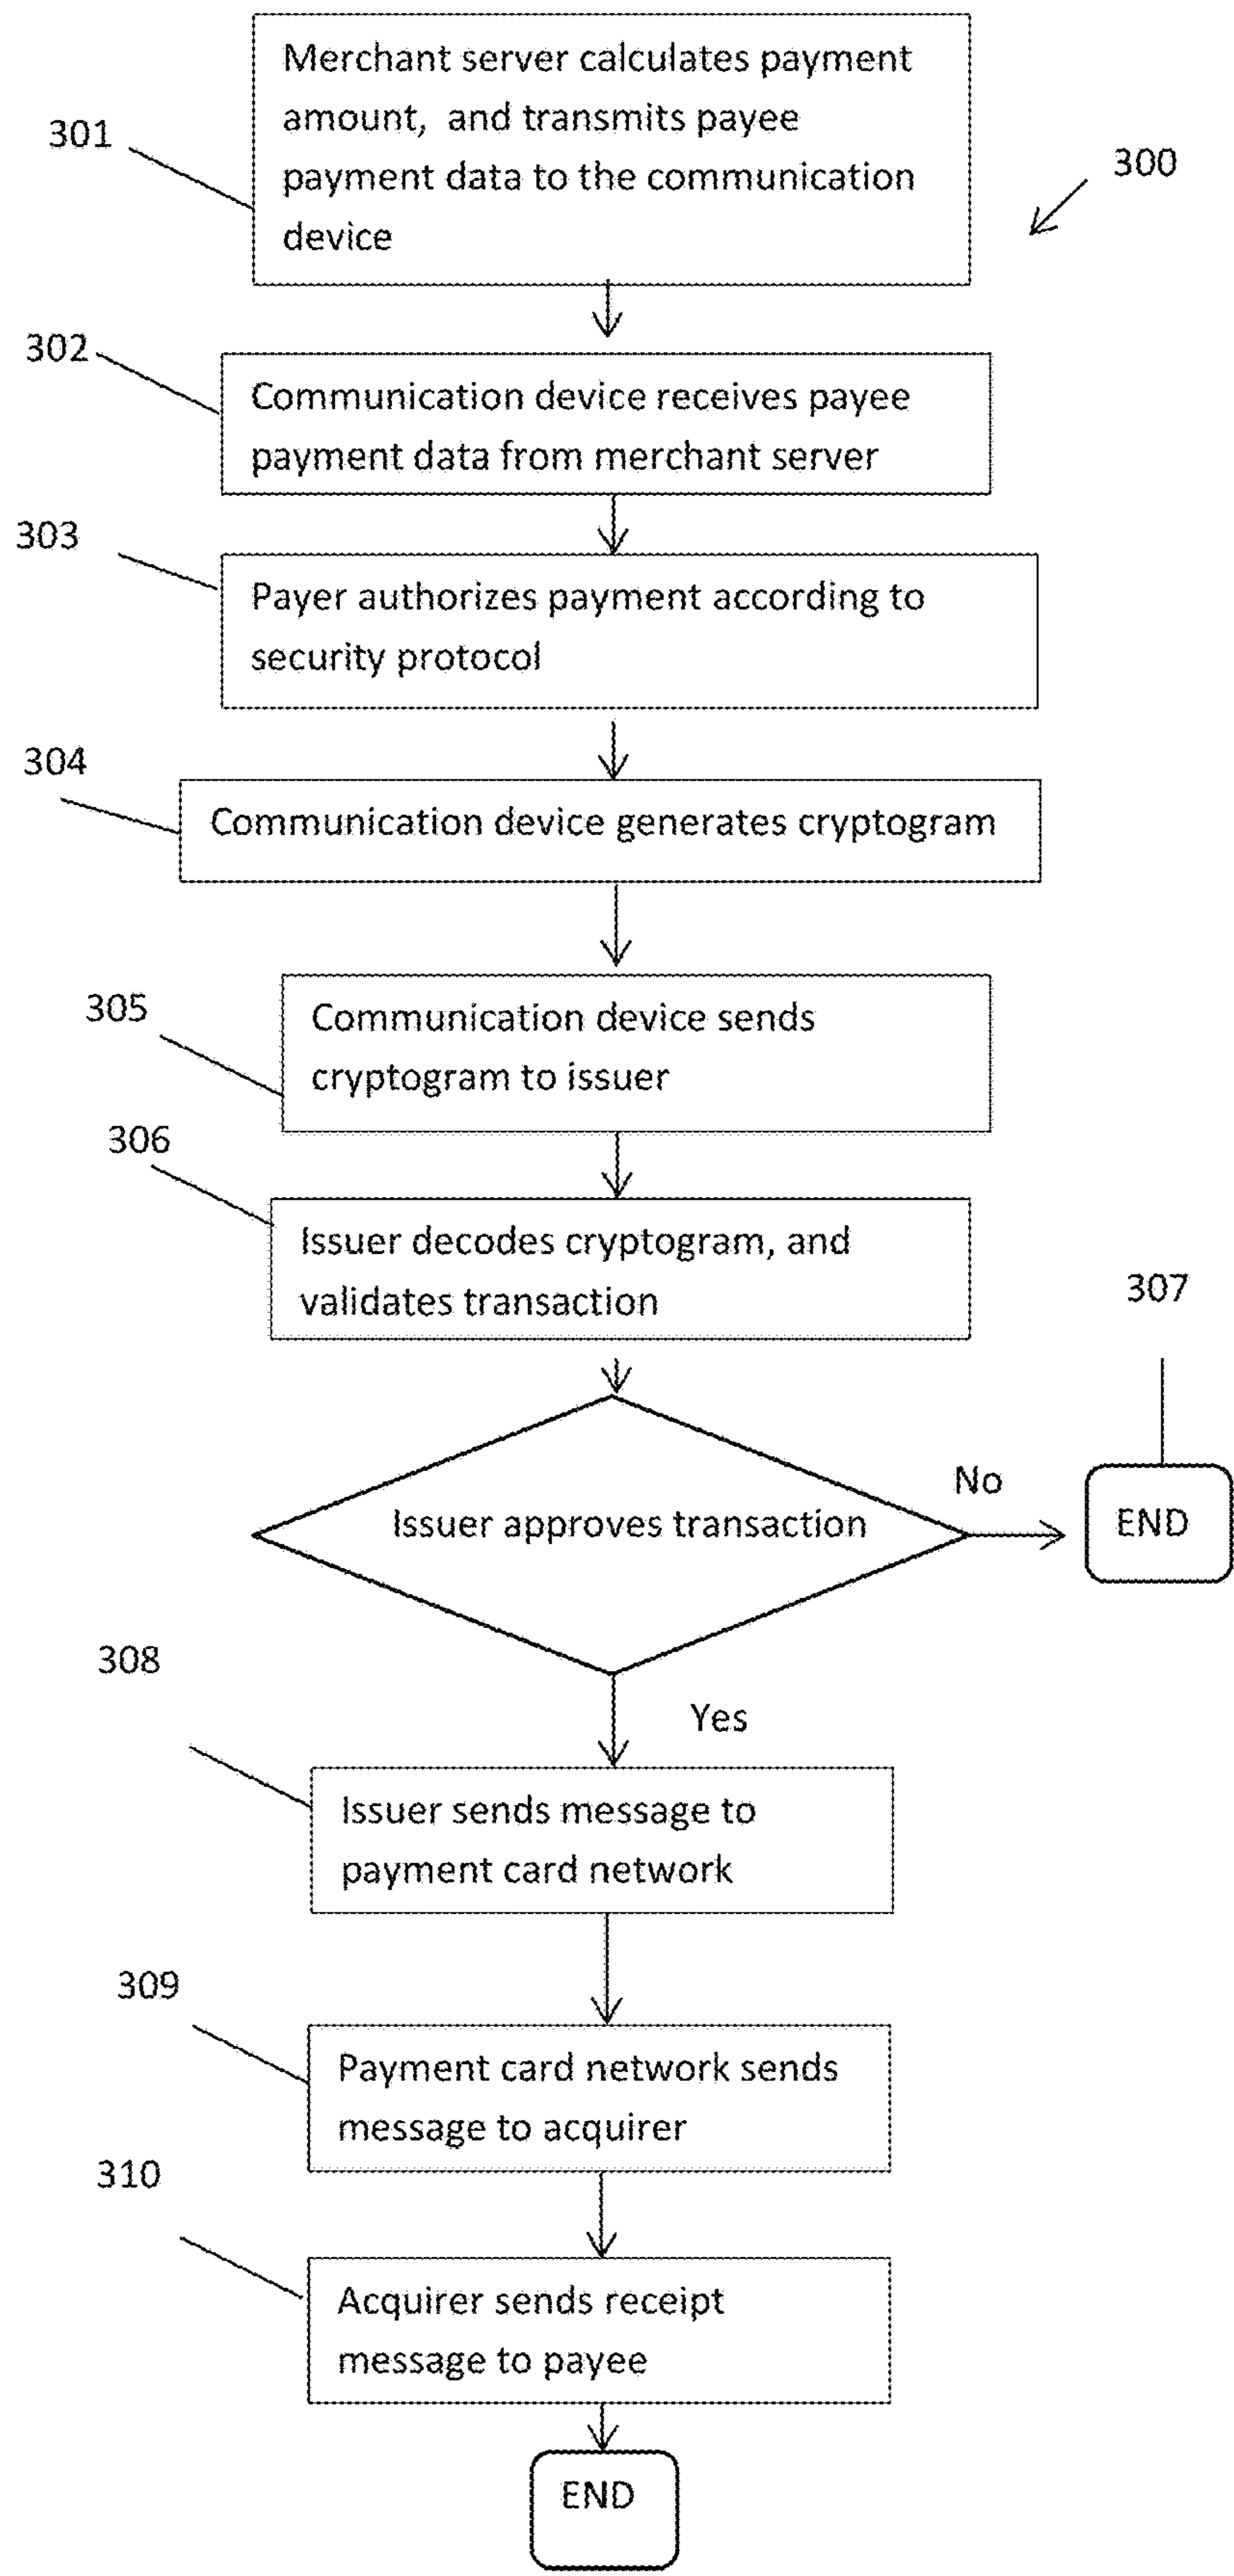 Merchant server calculates payment
amount, and transmits payee
payment data to the communication
device
301
300
302
Communication device receives payee
payment data from merchant server
303
Payer authorizes payment according to
security protocol
304
Communication device generates cryptogram
305
Communication device sends
cryptogram to issuer
306
Issuer decodes cryptogram, and
validates transaction
307
Issuer approves transaction
No
END
308
Yes
Issuer sends message to
payment card network
309
Payment card network sends
message to acquirer
310
Acquirer sends receipt
message to payee
END